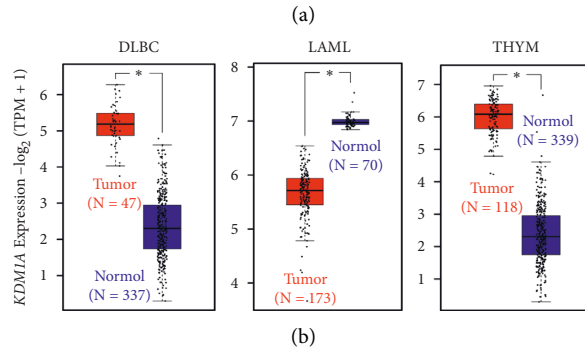 (a)
DLBC
LAML
THYM
KDM1A Expression –log2 (TPM + 1)
6
5
4
3
2
1
*
Tumor
(N = 47)
Normol
(N = 337)
8
7
6
5
4
*
Normol
(N = 70)
Tumor
(N = 173)
7
6
5
4
3
2
1
*
Normol
(N = 339)
Tumor
(N = 118)
(b)